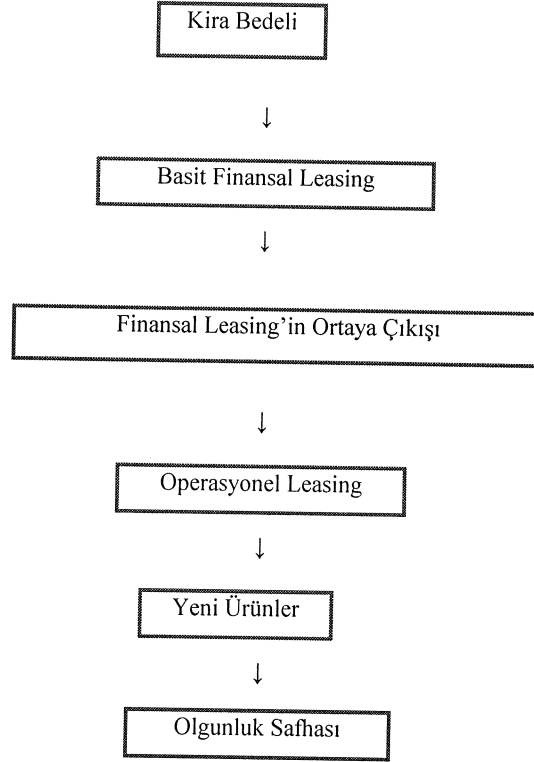 Kira Bedeli
↓
Basit Finansal Leasing
↓
Finansal Leasing’in Ortaya Çıkışı
↓
Operasyonel Leasing
↓
Yeni Ürünler
↓
Olgunluk Safhası